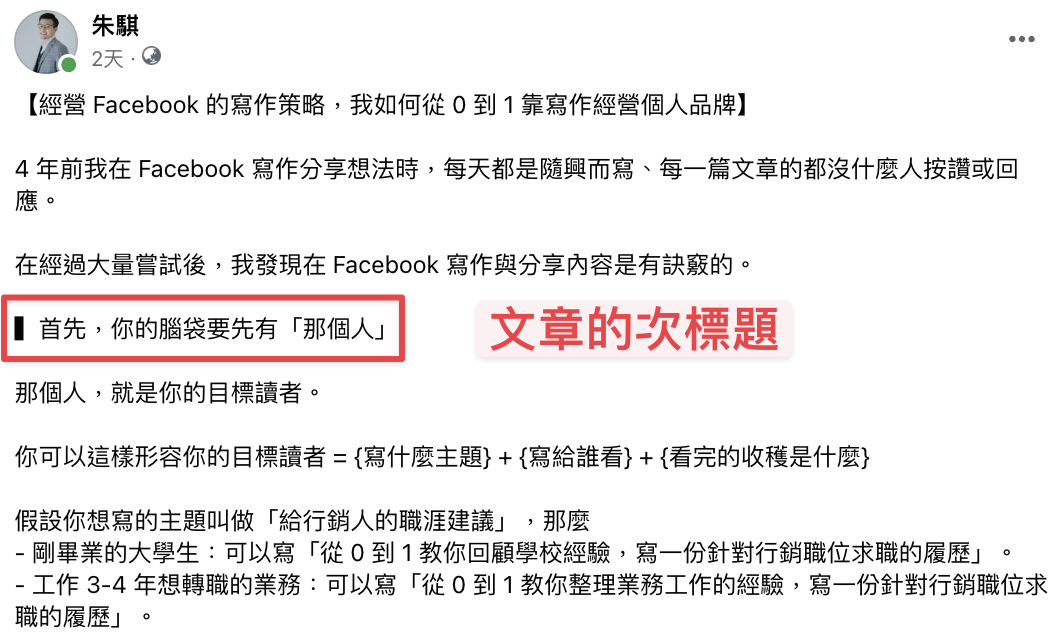 朱騏
2天 ·
【經營 Facebook 的寫作策略，我如何從 0 到 1 靠寫作經營個人品牌】
4 年前我在 Facebook 寫作分享想法時，每天都是隨興而寫、每一篇文章的都沒什麼人按讚或回
應。
在經過大量嘗試後，我發現在 Facebook 寫作與分享內容是有訣竅的。
▌首先，你的腦袋要先有「那個人」
文章的次標題
那個人，就是你的目標讀者。
你可以這樣形容你的目標讀者 = {寫什麼主題} + {寫給誰看} + {看完的收穫是什麼}
假設你想寫的主題叫做「給行銷人的職涯建議」，那麼
- 剛畢業的大學生：可以寫「從 0 到 1 教你回顧學校經驗，寫一份針對行銷職位求職的履歷」。
- 工作 3-4 年想轉職的業務：可以寫「從 0 到 1 教你整理業務工作的經驗，寫一份針對行銷職位求
職的履歷」。